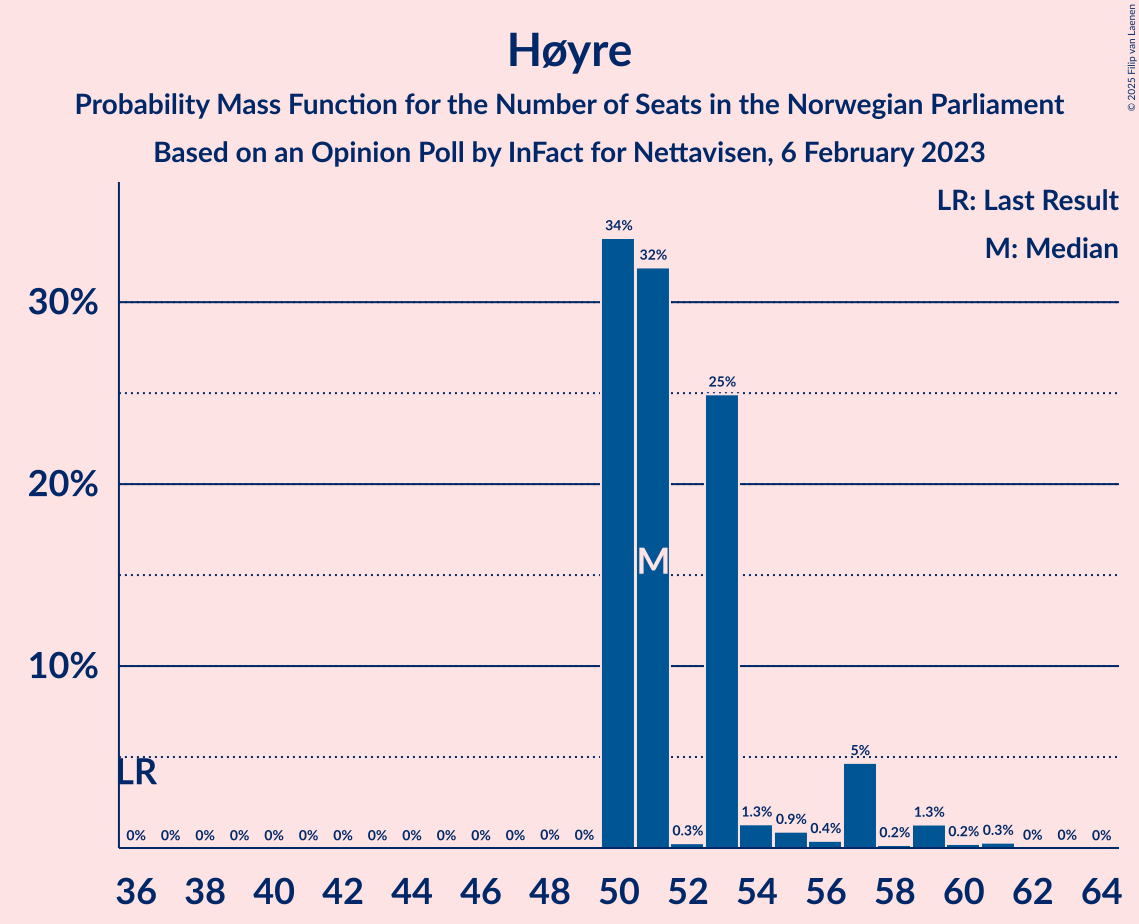 Høyre
Probability Mass Function for the Number of Seats in the Norwegian Parliament
Based on an Opinion Poll by InFact for Nettavisen, 6 February 2023
© 2025 Filip van Laenen
LR: Last Result
M: Median
30%
20%
10%
34%
32%
25%
M
5%
LR
0% 0% 0% 0% 0% 0% 0% 0% 0% 0% 0% 0% 0% 0% 0.3% 1.3% 0.9% 0.4% 0.2% 1.3% 0.2% 0.3% 0% 0% 0%
36 38 40 42 44 46 48 50 52 54 56 58 60 62 64